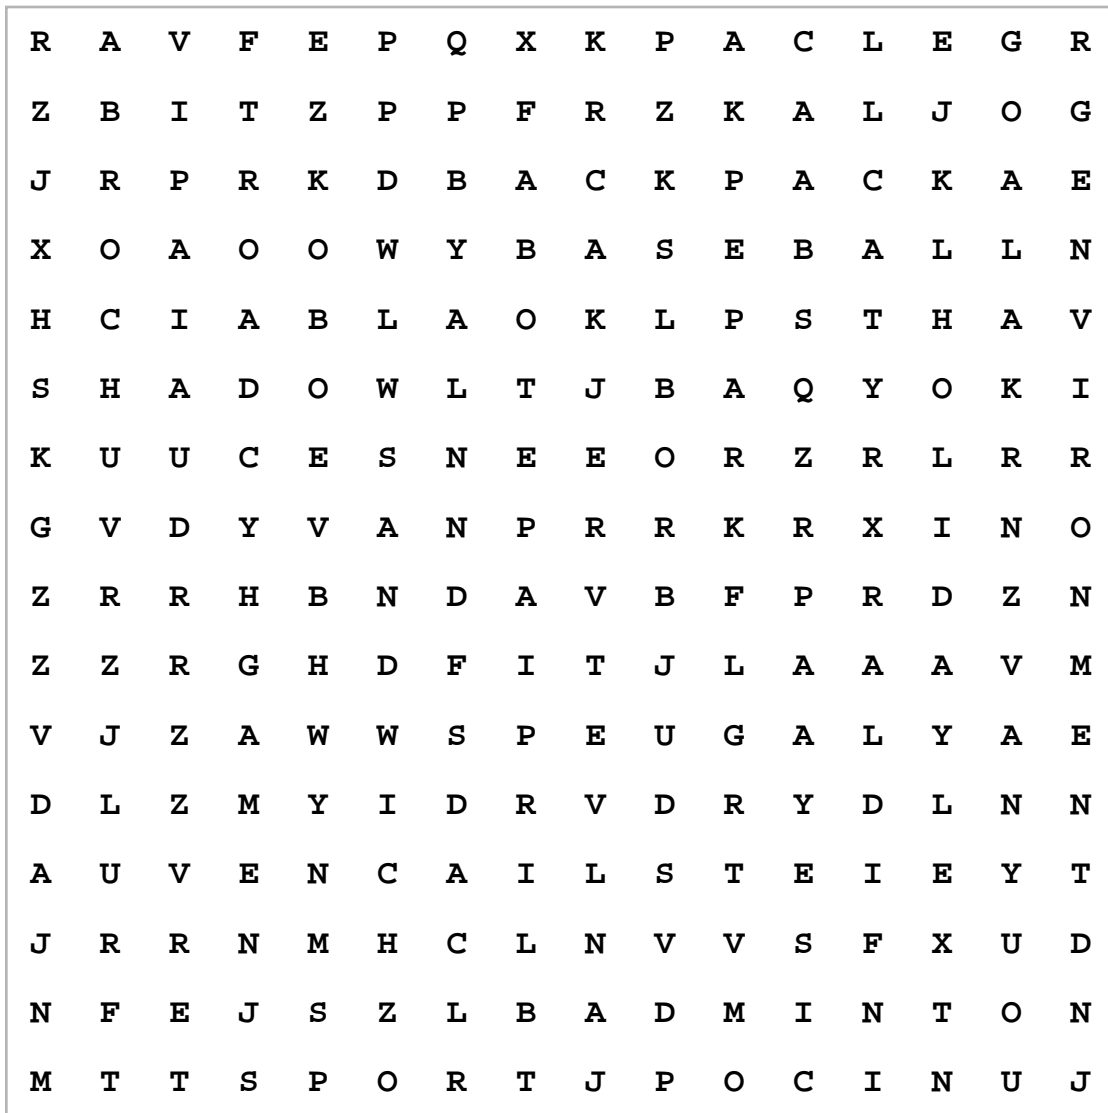 R A V F E P Q X K P A C L E G R
Z B I T Z P P F R Z K A L J O G
J R P R K D B A C K P A C K A E
X O A O O W Y B A S E B A L L N
H C I A B L A O K L P S T H A V
S H A D O W L T J B A Q Y O K I
K U U C E S N E E O R Z R L R R
G V D Y V A N P R R K R X I N O
Z R R H B N D A V B F P R D Z N
Z Z R G H D F I T J L A A A V M
V J Z A W W S P E U G A L Y A E
D L Z M Y I D R V D R Y D L N N
A U V E N C A I L S T E I E Y T
J R R N M H C L N V V S F X U D
N F E J S Z L B A D M I N T O N
M T T S P O R T J P O C I N U J